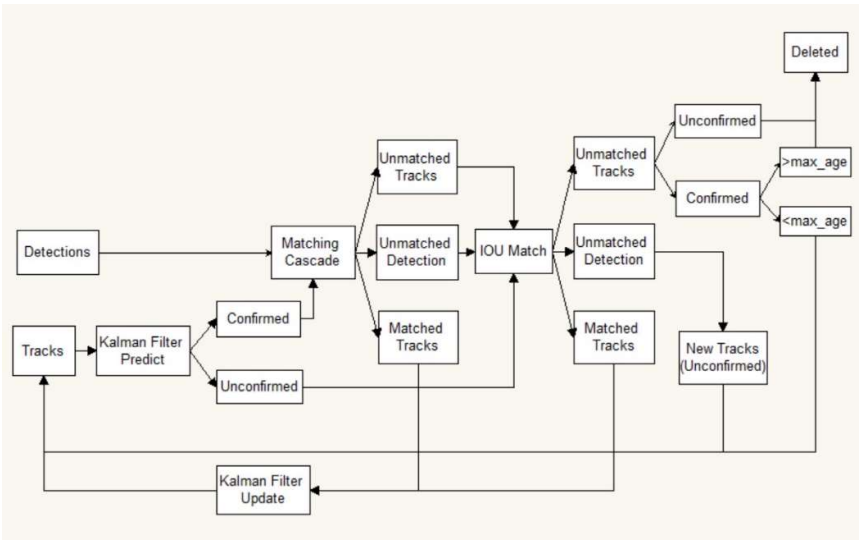 Deleted
Unconfirmed
Unmatched
Tracks
Unmatched
Tracks
>max_age
Confirmed
<max_age
Detections
Matching
Cascade
Unmatched
Detection
IOU Match
Unmatched
Detection
Confirmed
Matched
Tracks
Matched
Tracks
Tracks
Kalman Filter
Predict
New Tracks
(Unconfirmed)
Unconfirmed
Kalman Filter
Update